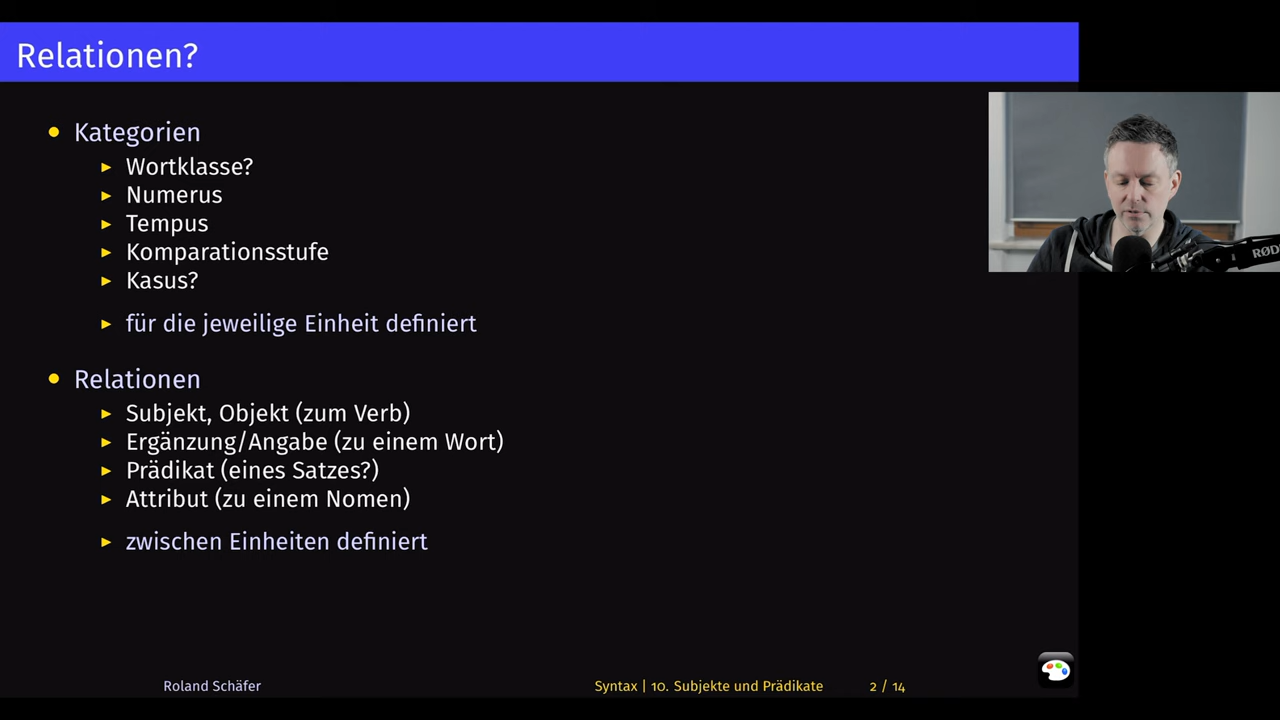 Relationen?
Kategorien
Wortklasse?
Numerus
Tempus
Komparationsstufe
Kasus?
für die jeweilige Einheit definiert
Relationen
Subjekt, Objekt (zum Verb)
Ergänzung/Angabe (zu einem Wort)
Prädikat (eines Satzes?)
Attribut (zu einem Nomen)
zwischen Einheiten definiert
Roland Schäfer
Syntax | 10. Subjekte und Prädikate
2 / 14